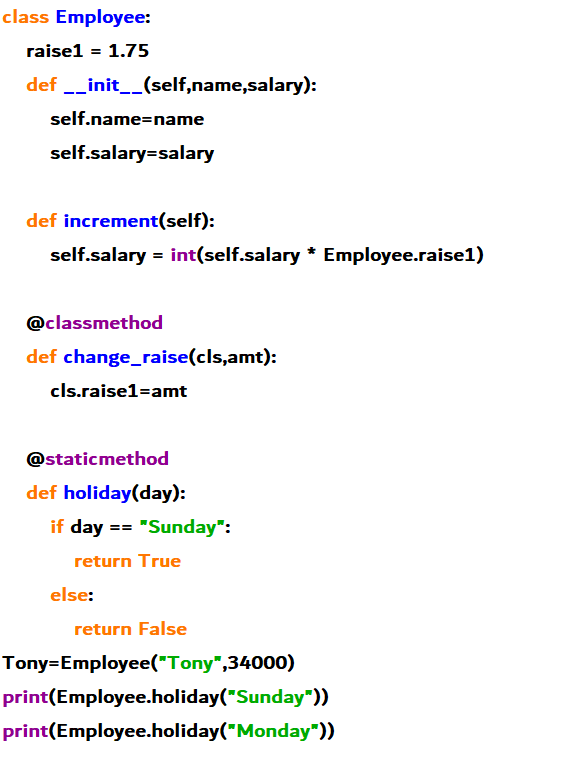 class Employee:
    raise1 = 1.75
    def __init__(self,name,salary):
        self.name=name
        self.salary=salary

    def increment(self):
        self.salary = int(self.salary * Employee.raise1)

    @classmethod
    def change_raise(cls,amt):
        cls.raise1=amt

    @staticmethod
    def holiday(day):
        if day == "Sunday":
            return True
        else:
            return False
Tony=Employee("Tony",34000)
print(Employee.holiday("Sunday"))
print(Employee.holiday("Monday"))